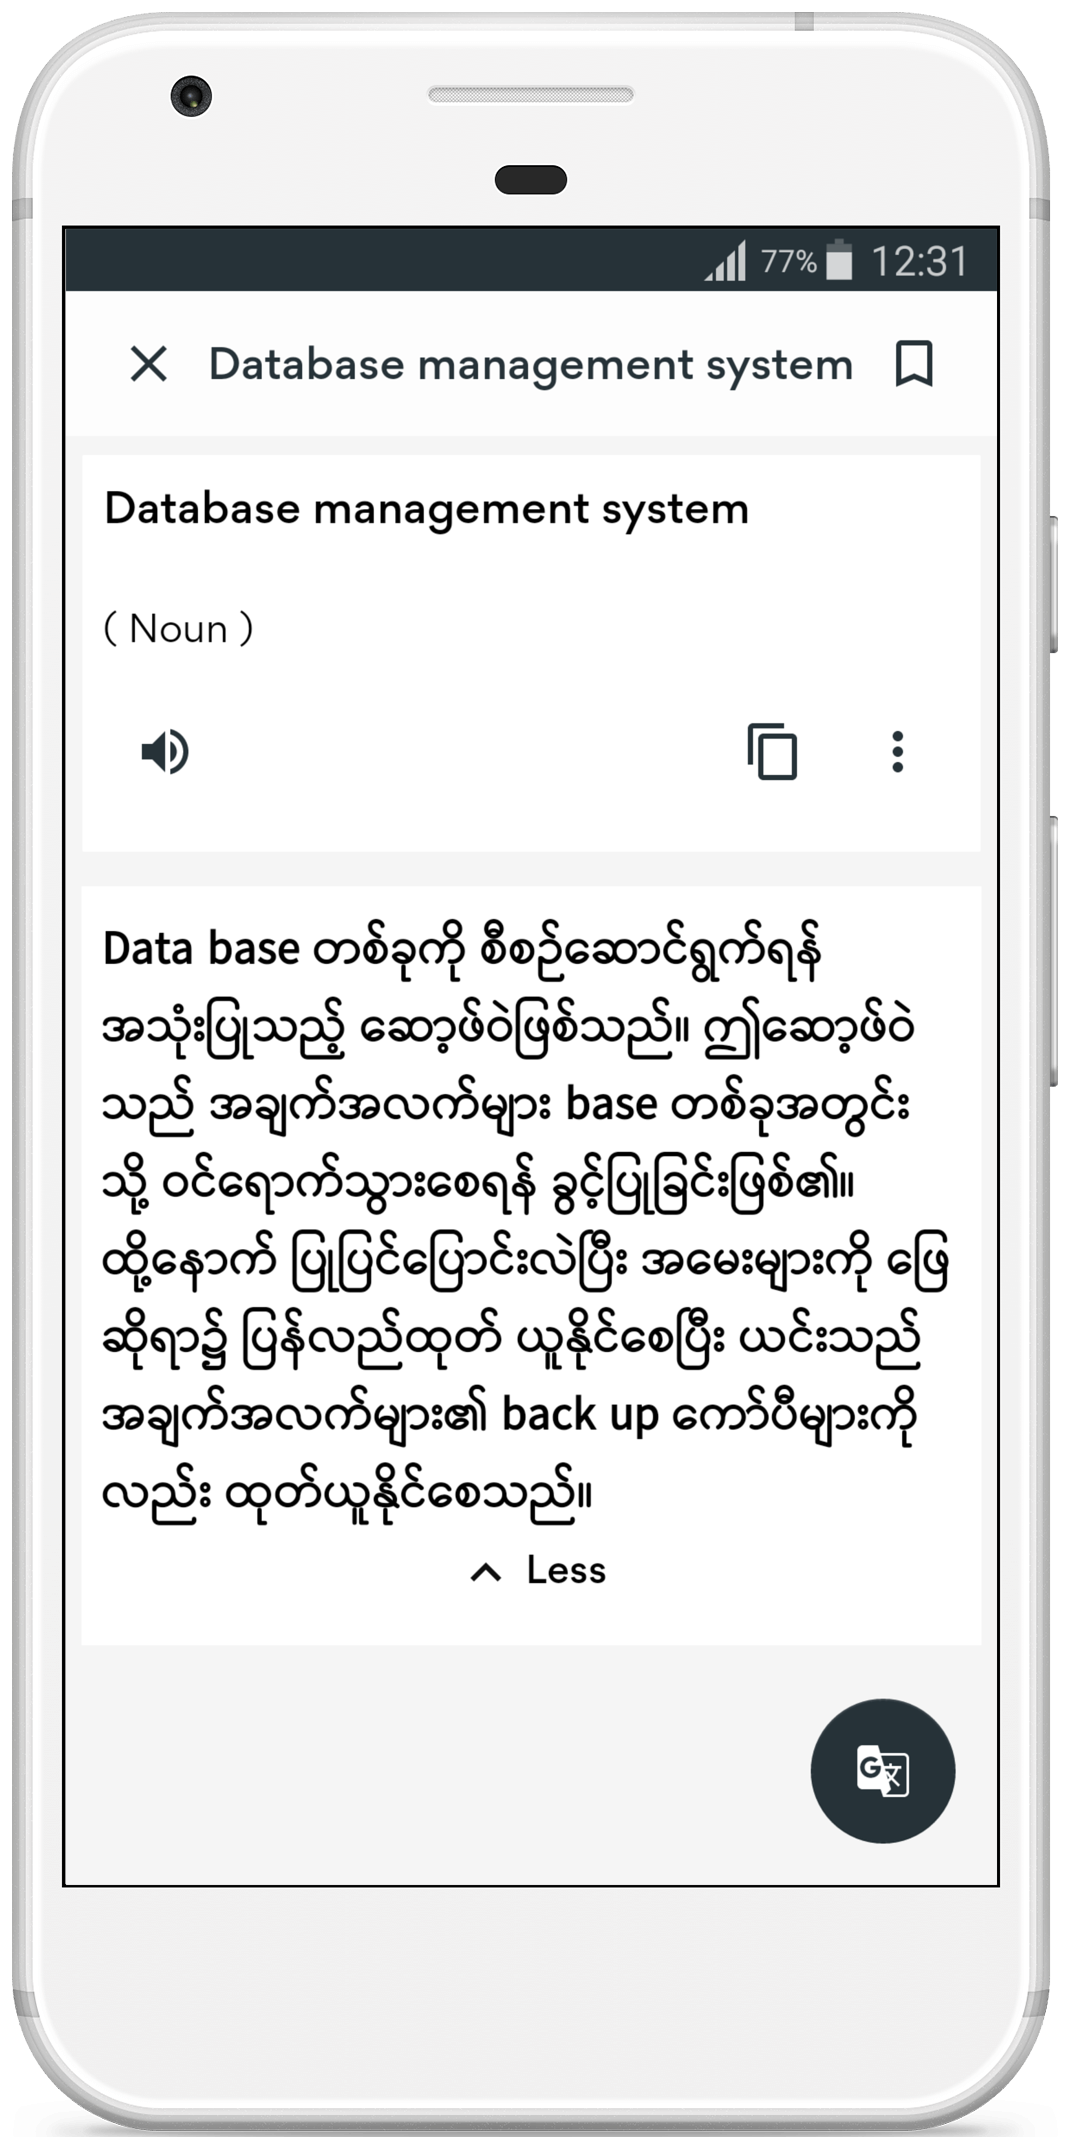 77% 12:31
Database management system
Database management system
( Noun )
Data base တစ်ခုကို စီစဉ်ဆောင်ရွက်ရန်
အသုံးပြုသည့် ဆော့ဖ်ဝဲဖြစ်သည်။ ဤဆော့ဖ်ဝဲ
သည် အချက်အလက်များ base တစ်ခုအတွင်း
သို့ ဝင်ရောက်သွားစေရန် ခွင့်ပြုခြင်းဖြစ်၏။
ထို့နောက် ပြုပြင်ပြောင်းလဲပြီး အမေးများကို ဖြေ
ဆိုရာ၌ ပြန်လည်ထုတ် ယူနိုင်စေပြီး ယင်းသည်
အချက်အလက်များ၏ back up ကော်ပီများကို
လည်း ထုတ်ယူနိုင်စေသည်။
Less